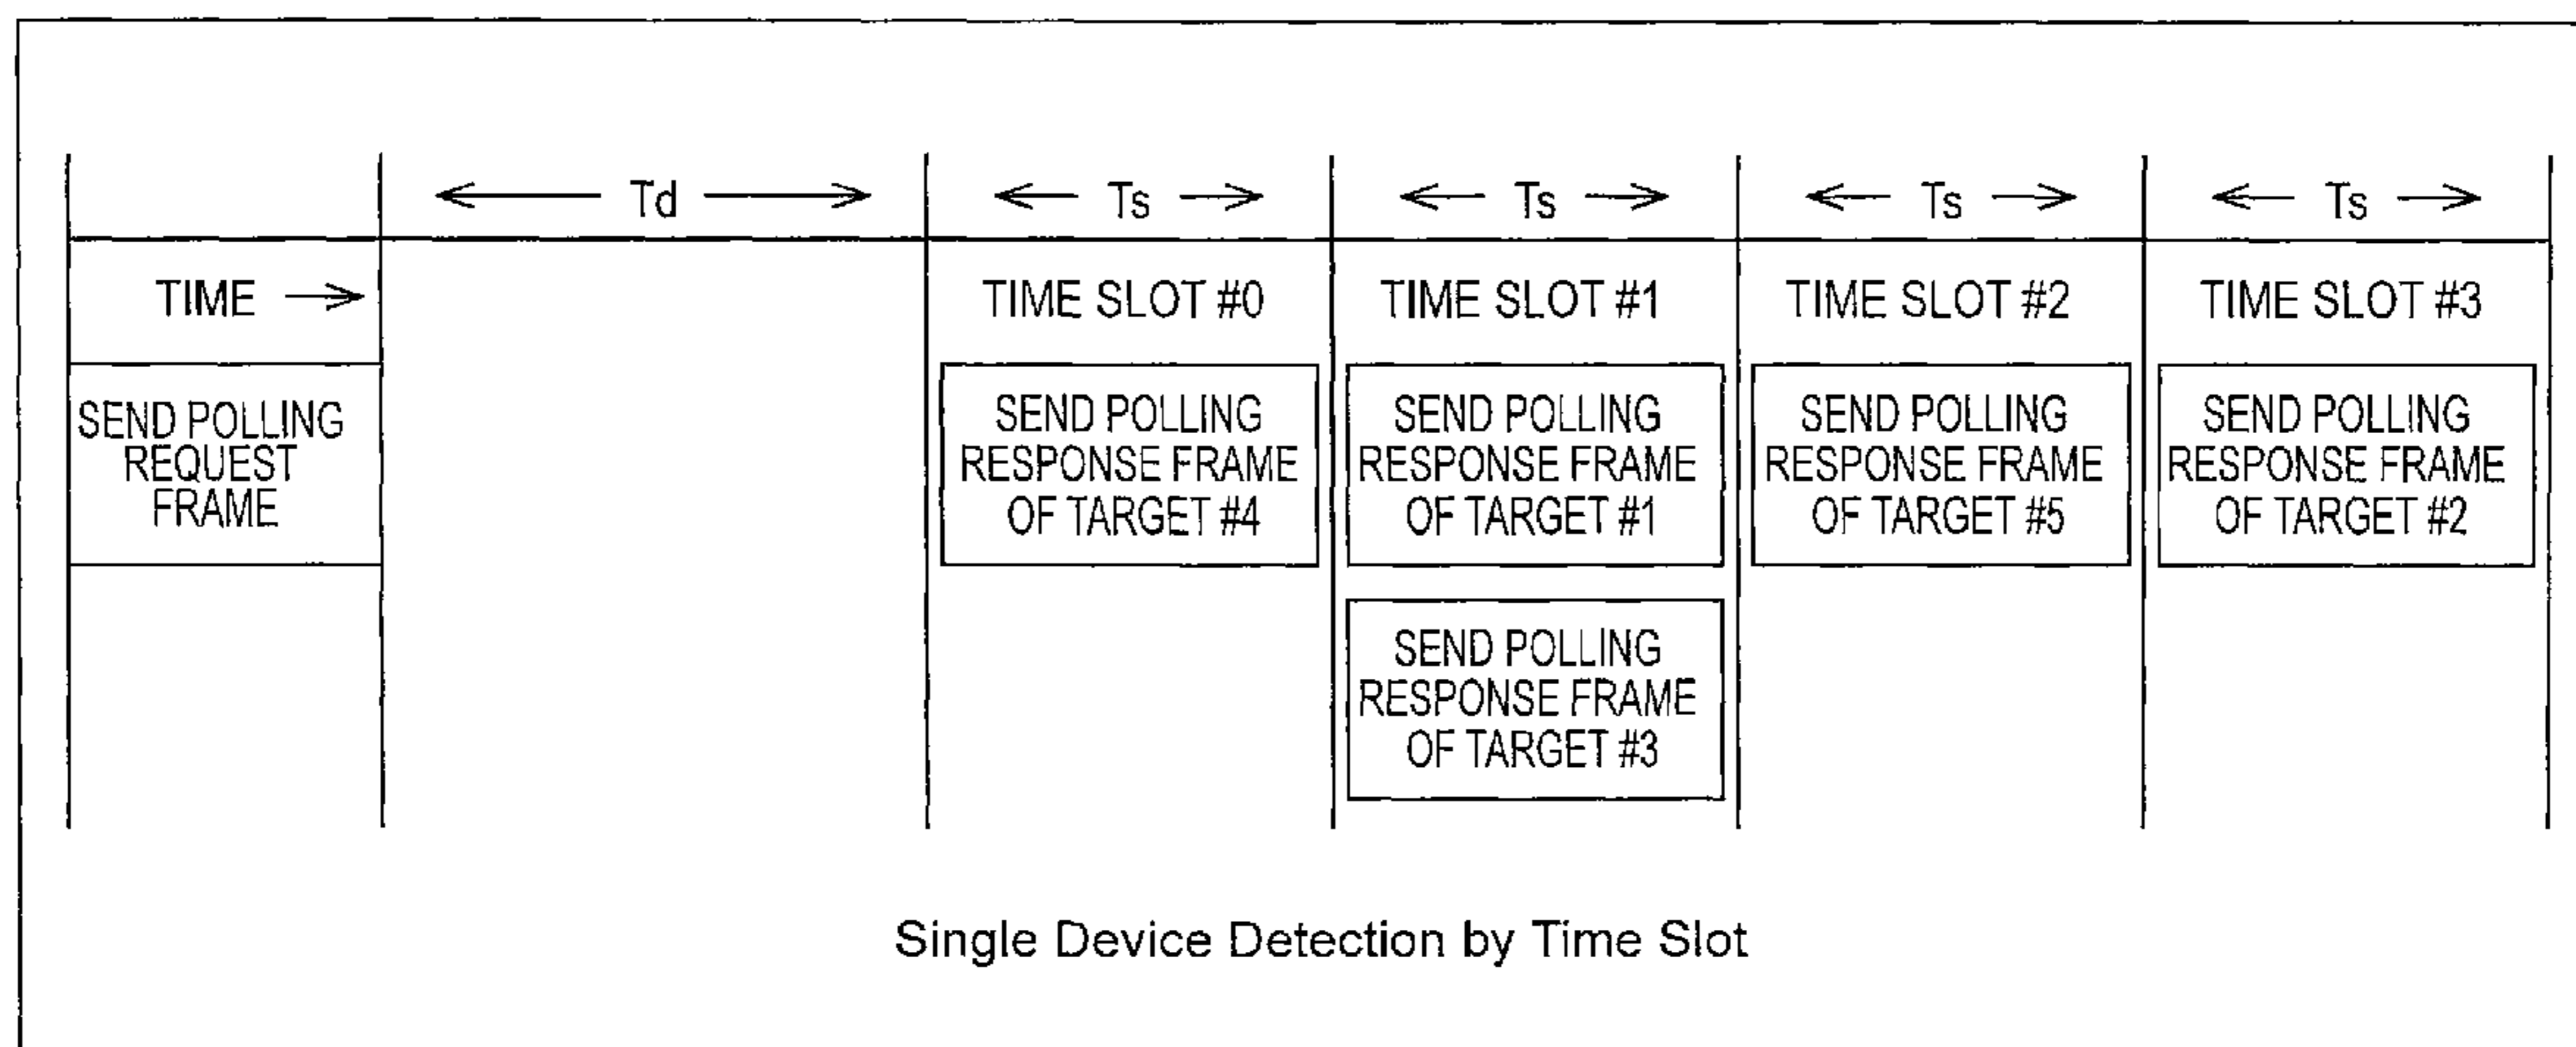 Td
Ts
Ts
Ts
Ts
TIME
TIME SLOT #0
TIME SLOT #1
TIME SLOT #2
TIME SLOT #3
SEND POLLING
REQUEST
FRAME
SEND POLLING
RESPONSE FRAME
OF TARGET #4
SEND POLLING
RESPONSE FRAME
OF TARGET #1
SEND POLLING
RESPONSE FRAME
OF TARGET #5
SEND POLLING
RESPONSE FRAME
OF TARGET #2
SEND POLLING
RESPONSE FRAME
OF TARGET #3
Single Device Detection by Time Slot